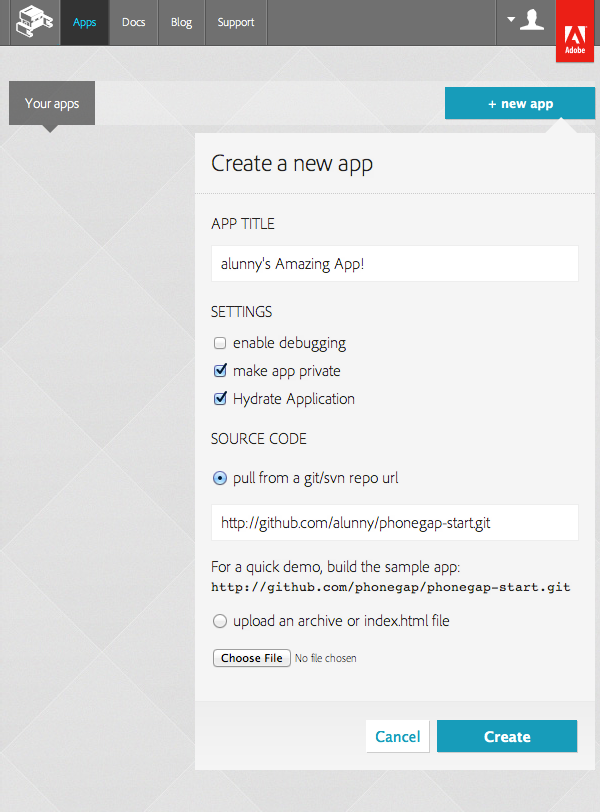 Apps
Docs
Blog
Support
Adobe
Your apps
+ new app
Create a new app
APP TITLE
alunny's Amazing App!
SETTINGS
enable debugging
make app private
Hydrate Application
SOURCE CODE
pull from a git/svn repo url
http://github.com/alunny/phonegap-start.git
For a quick demo, build the sample app:
http://github.com/phonegap/phonegap-start.git
upload an archive or index.html file
Choose File No file chosen
Cancel
Create